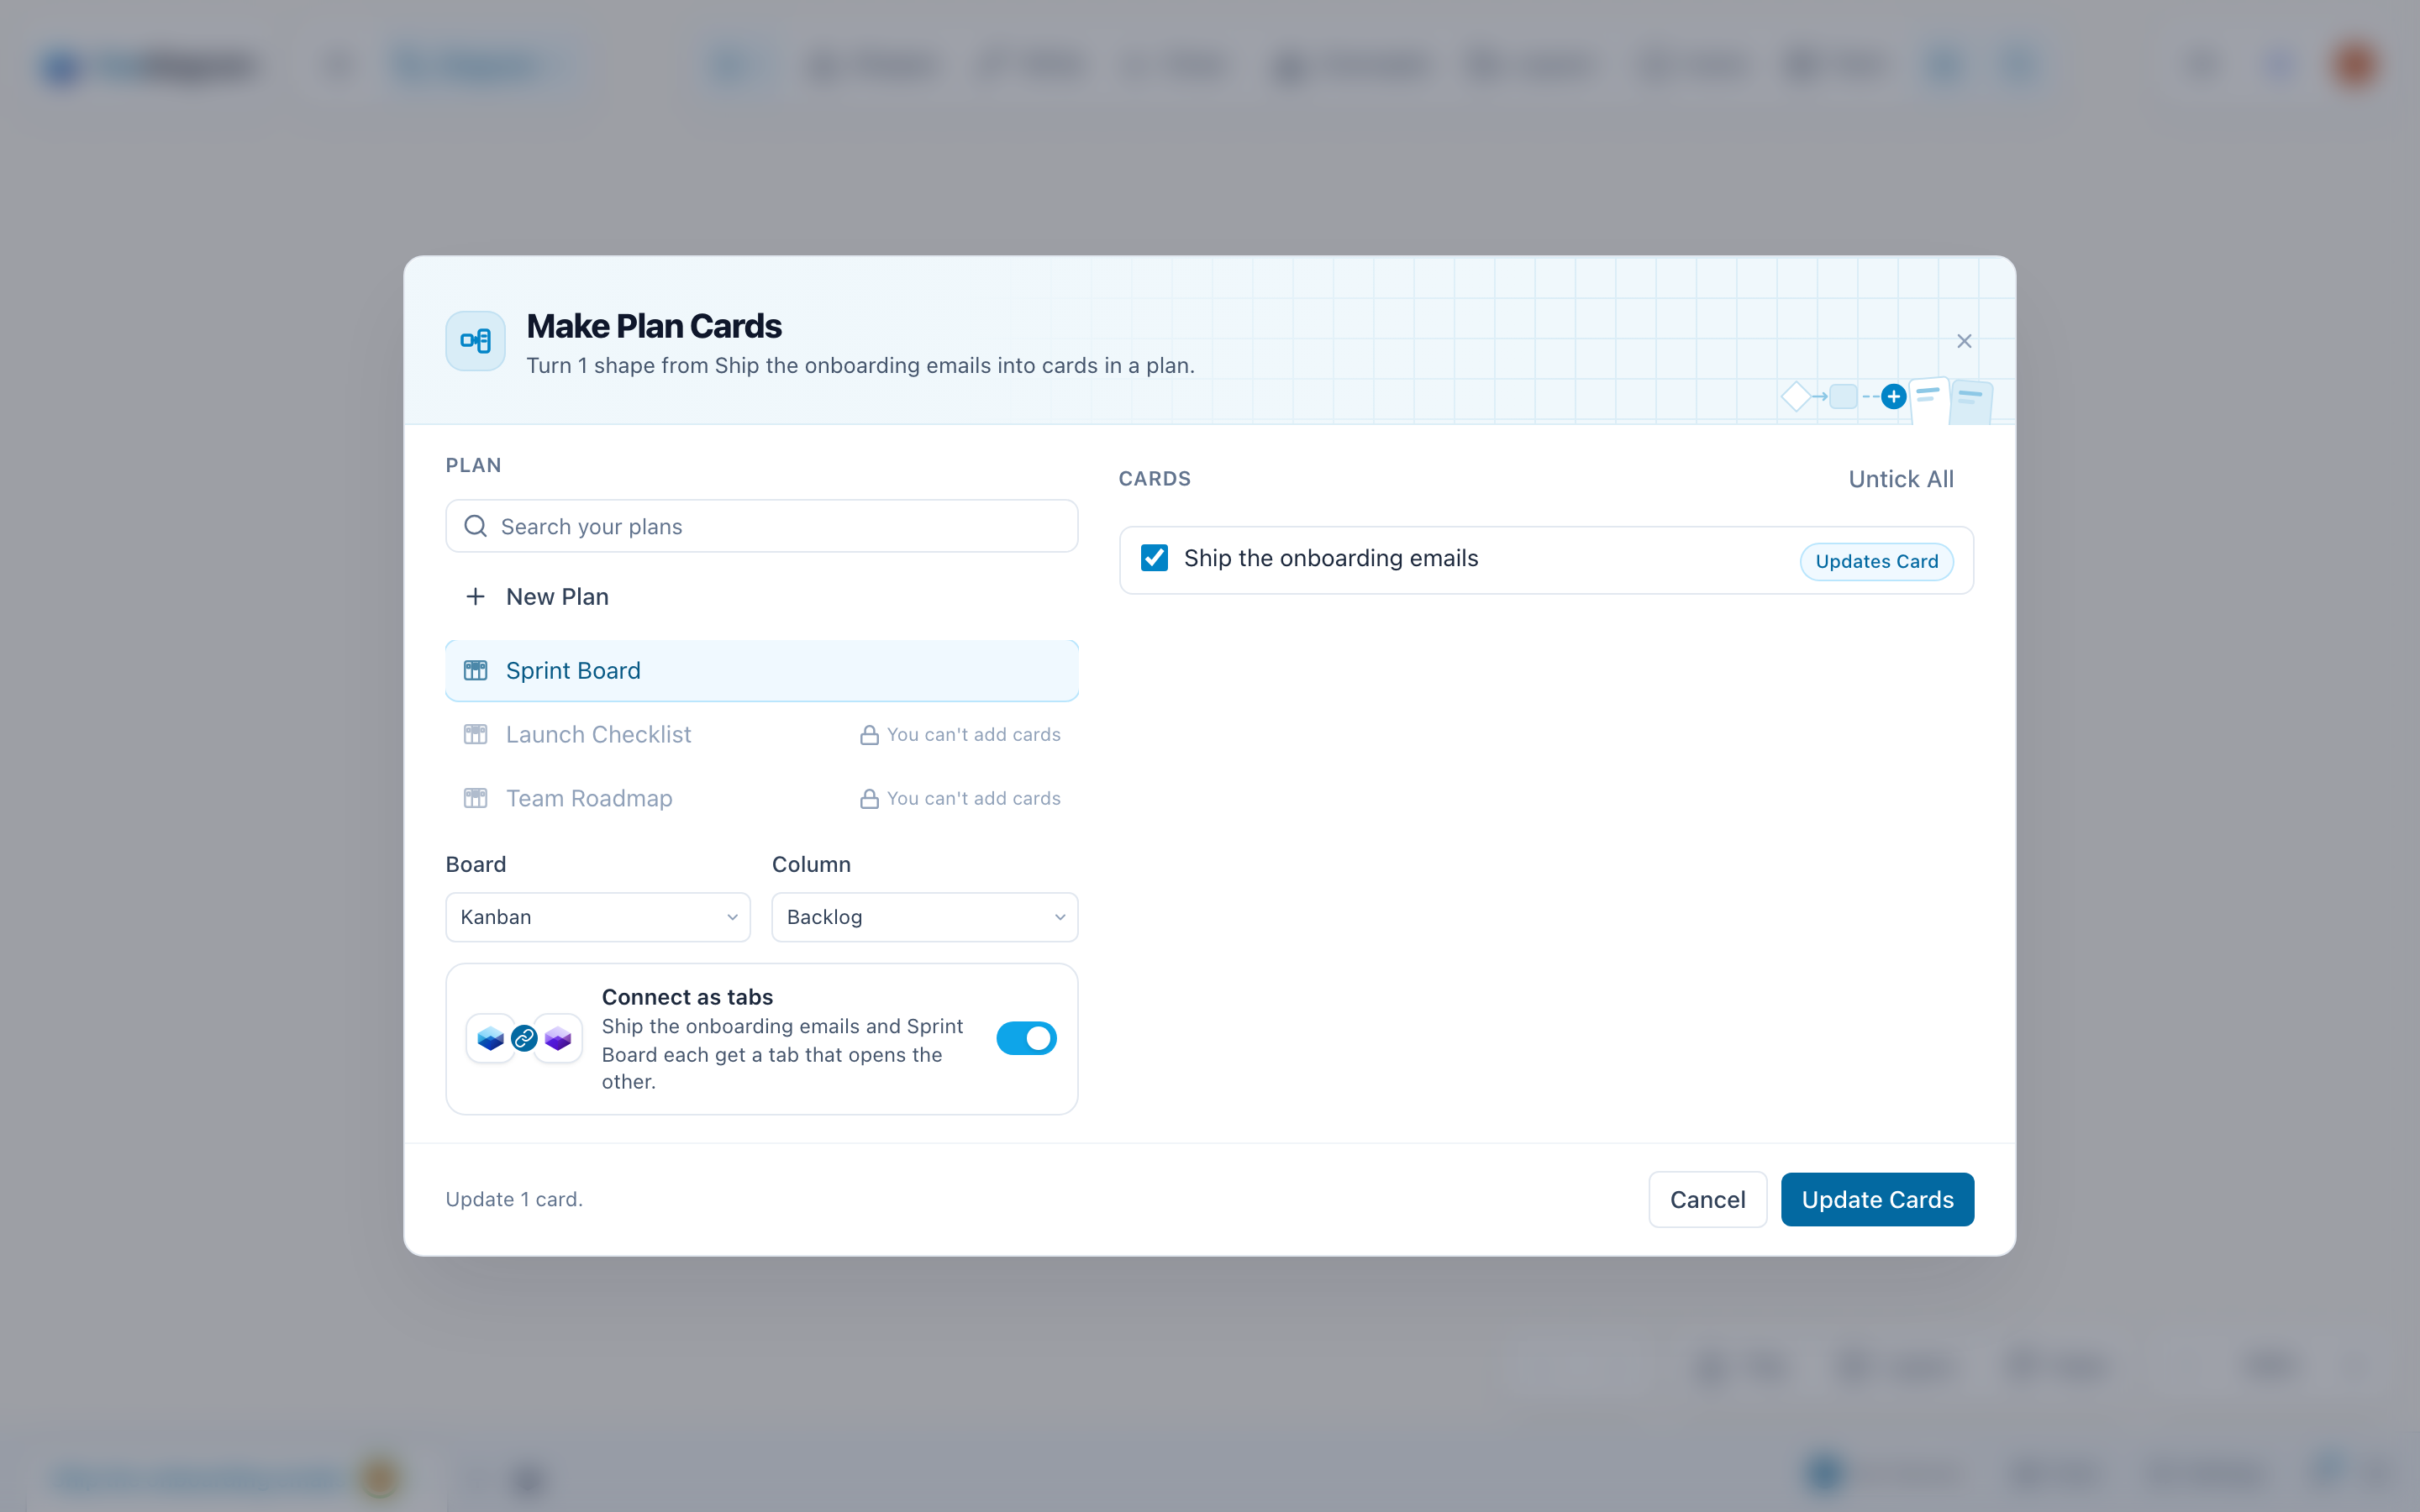 Make Plan Cards
Turn 1 shape from Ship the onboarding emails into cards in a plan.
PLAN
Search your plans
New Plan
Sprint Board
Launch Checklist
You can't add cards
Team Roadmap
You can't add cards
Board
Column
Kanban
Backlog
Connect as tabs
Ship the onboarding emails and Sprint
Board each get a tab that opens the
other.
CARDS
Untick All
Ship the onboarding emails
Updates Card
Update 1 card.
Cancel
Update Cards